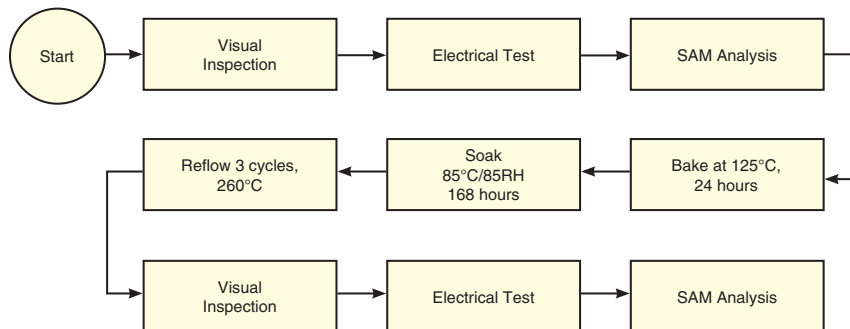 Start
Visual
Inspection
Electrical Test
SAM Analysis
Reflow 3 cycles,
260°C
Soak
85°C/85RH
168 hours
Bake at 125°C,
24 hours
Visual
Inspection
Electrical Test
SAM Analysis